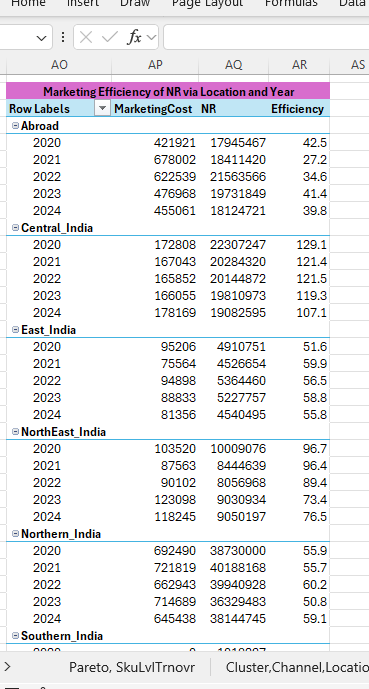 Home Insert Draw Page Layout Formulas Data
fx
AO AP AQ AR AS
Marketing Efficiency of NR via Location and Year
Row Labels MarketingCost NR Efficiency
Abroad
2020 421921 17945467 42.5
2021 678002 18411420 27.2
2022 622539 21563566 34.6
2023 476968 19731849 41.4
2024 455061 18124721 39.8
Central_India
2020 172808 22307247 129.1
2021 167043 20284320 121.4
2022 165852 20144872 121.5
2023 166055 19810973 119.3
2024 178169 19082595 107.1
East_India
2020 95206 4910751 51.6
2021 75564 4526654 59.9
2022 94898 5364460 56.5
2023 88833 5227757 58.8
2024 81356 4540495 55.8
NorthEast_India
2020 103520 10009076 96.7
2021 87563 8444639 96.4
2022 90102 8056968 89.4
2023 123098 9030934 73.4
2024 118245 9050197 76.5
Northern_India
2020 692490 38730000 55.9
2021 721819 40188168 55.7
2022 662943 39940928 60.2
2023 714689 36329483 50.8
2024 645438 38144745 59.1
Southern_India
Pareto, SkuLvlTrnovr Cluster,Channel,Locatio